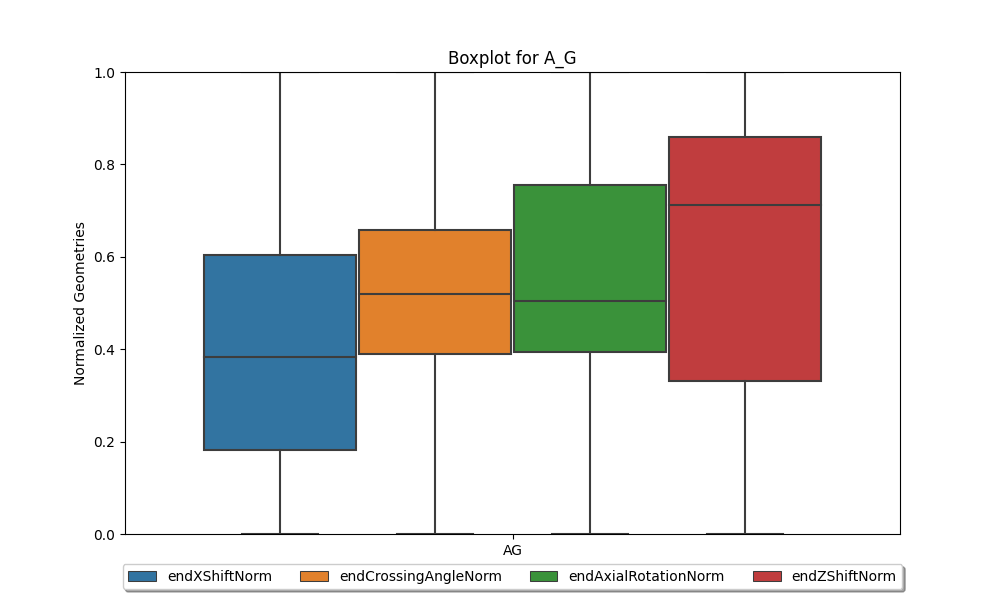 Boxplot for A_G
1.0
0.8
0.6
0.4
0.2
0.0
Normalized Geometries
AG
endXShiftNorm endCrossingAngleNorm endAxialRotationNorm endZShiftNorm